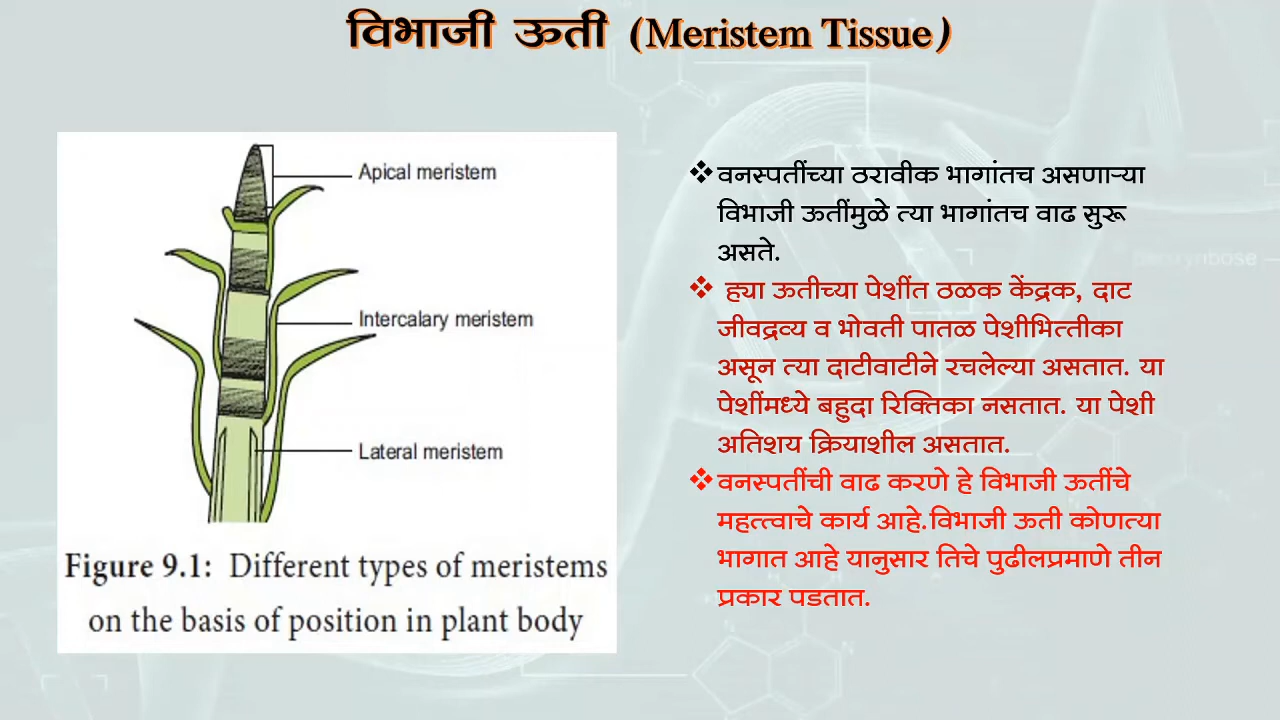 विभाजी ऊती (Meristem Tissue)
Apical meristem
Intercalary meristem
Lateral meristem
Figure 9.1: Different types of meristems
on the basis of position in plant body
❖वनस्पतींच्या ठरावीक भागांतच असणाऱ्या
विभाजी ऊतींमुळे त्या भागांतच वाढ सुरू
असते.
❖ ह्या ऊतीच्या पेशींत ठळक केंद्रक, दाट
जीवद्रव्य व भोवती पातळ पेशीभित्तीका
असून त्या दाटीवाटीने रचलेल्या असतात. या
पेशींमध्ये बहुदा रिक्तिका नसतात. या पेशी
अतिशय क्रियाशील असतात.
❖वनस्पतींची वाढ करणे हे विभाजी ऊतींचे
महत्त्वाचे कार्य आहे.विभाजी ऊती कोणत्या
भागात आहे यानुसार तिचे पुढीलप्रमाणे तीन
प्रकार पडतात.